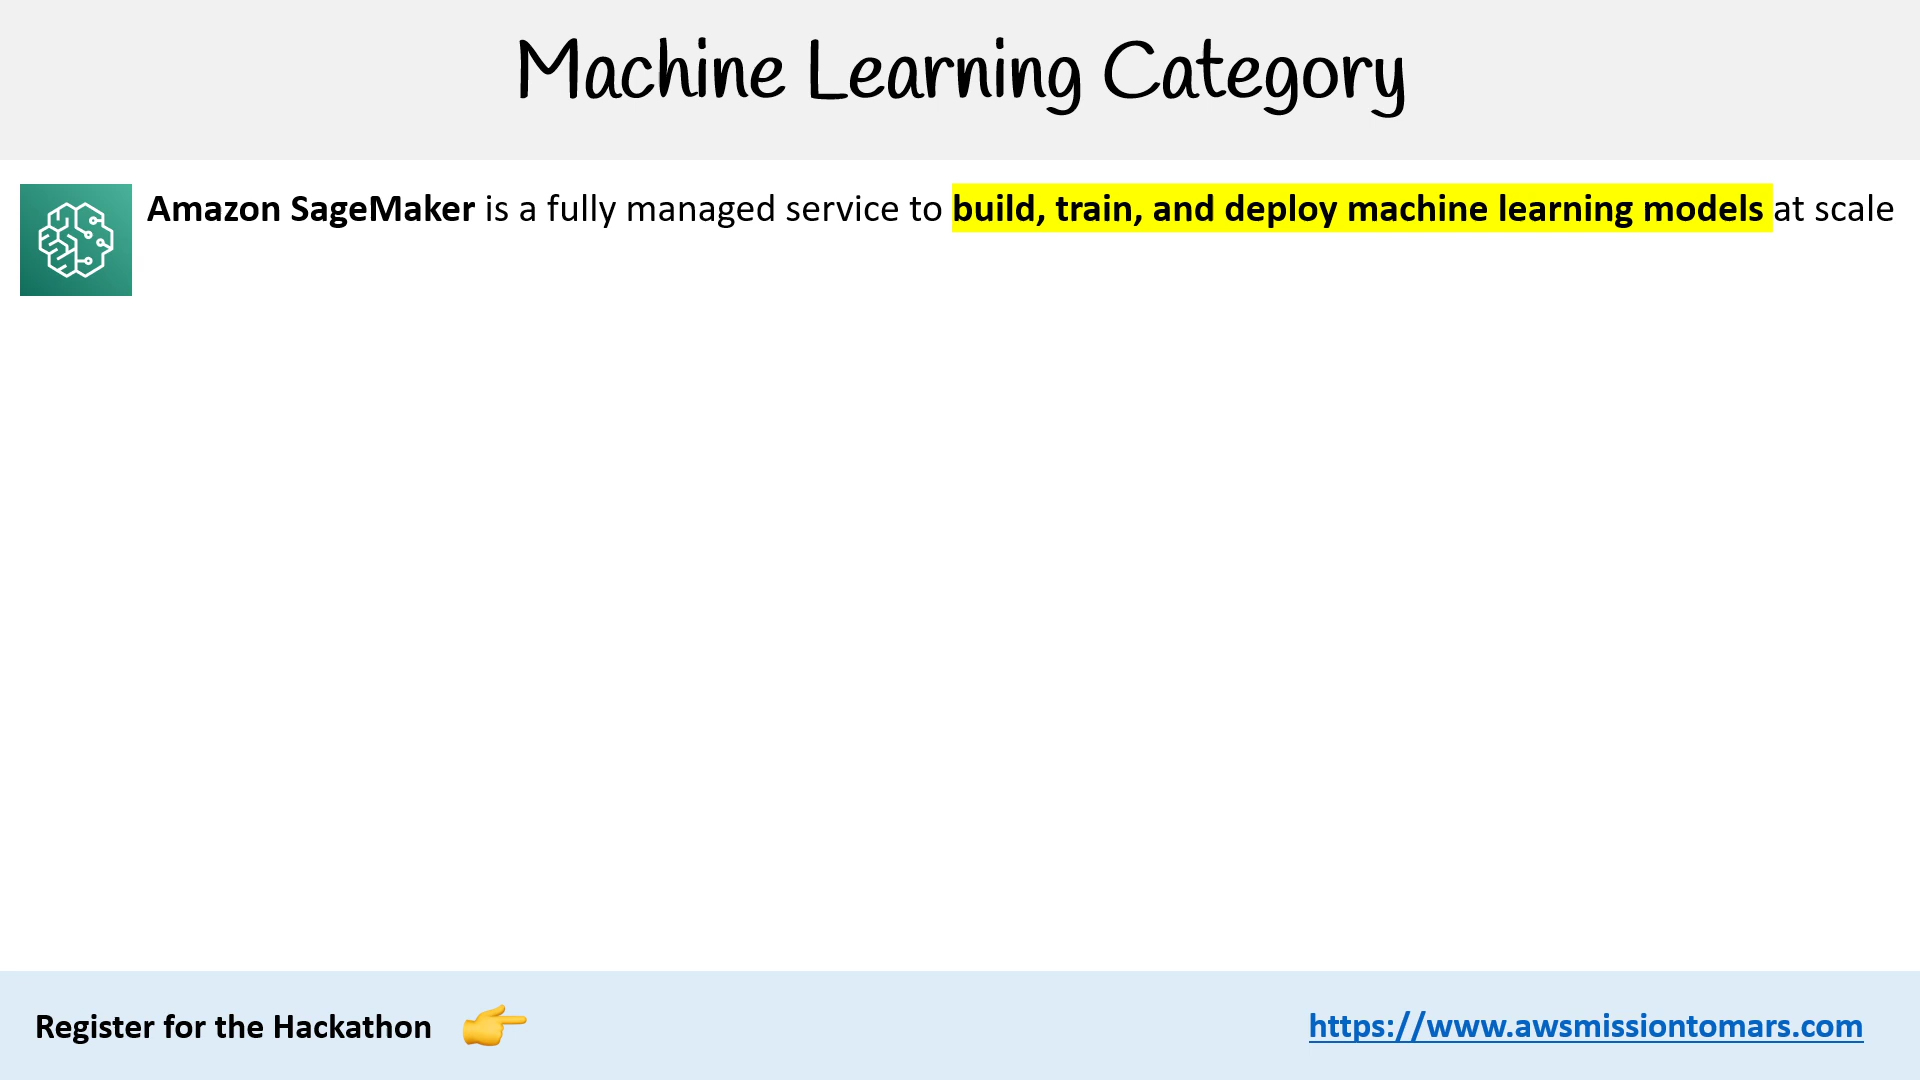 Machine Learning Category
Amazon SageMaker is a fully managed service to build, train, and deploy machine learning models at scale
Register for the Hackathon 👉 https://www.awsmissiontomars.com